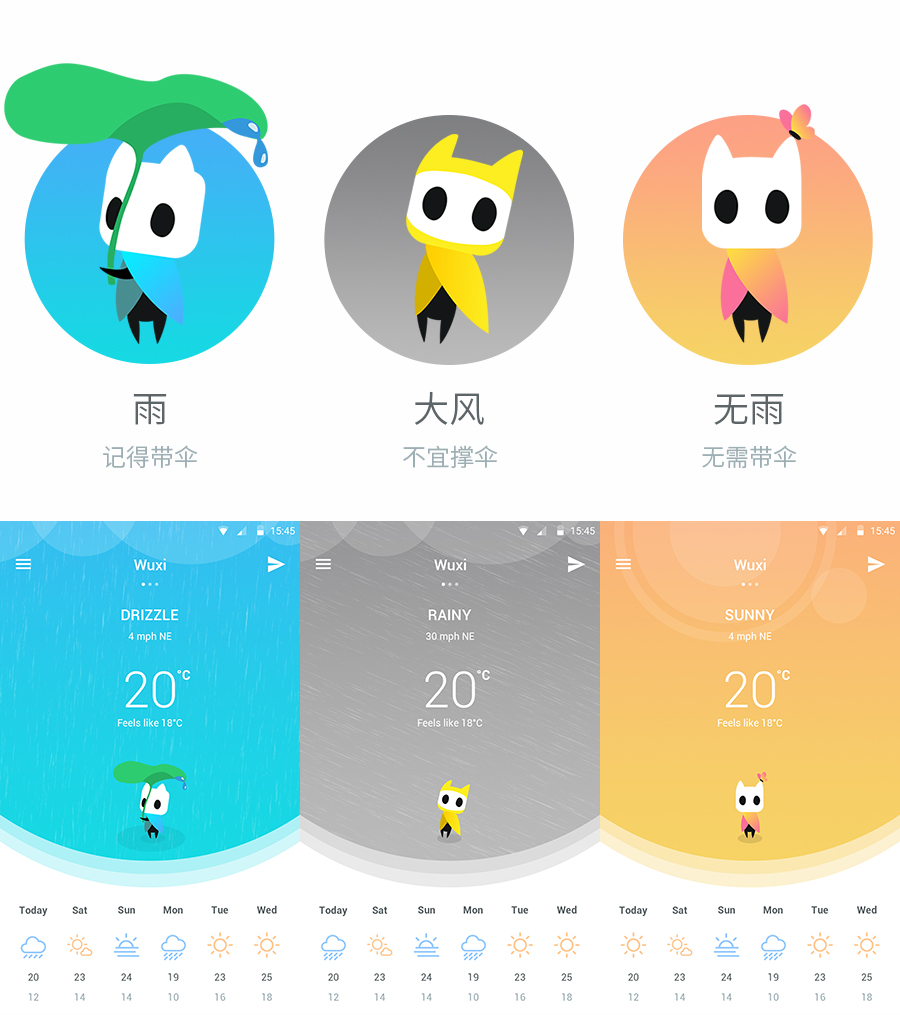 雨
大风
无雨
记得带伞
不宜撑伞
无需带伞
15:45
Wuxi
DRIZZLE
4 mph NE
20°C
Feels like 18°C
Today Sat Sun Mon Tue Wed
20 23 24 19 23 25
12 14 14 10 16 18
15:45
Wuxi
RAINY
30 mph NE
20°C
Feels like 18°C
Today Sat Sun Mon Tue Wed
20 23 24 19 23 25
12 14 14 10 14 18
15:45
Wuxi
SUNNY
4 mph NE
20°C
Feels like 18°C
Today Sat Sun Mon Tue Wed
20 23 24 19 23 25
12 14 14 10 16 18